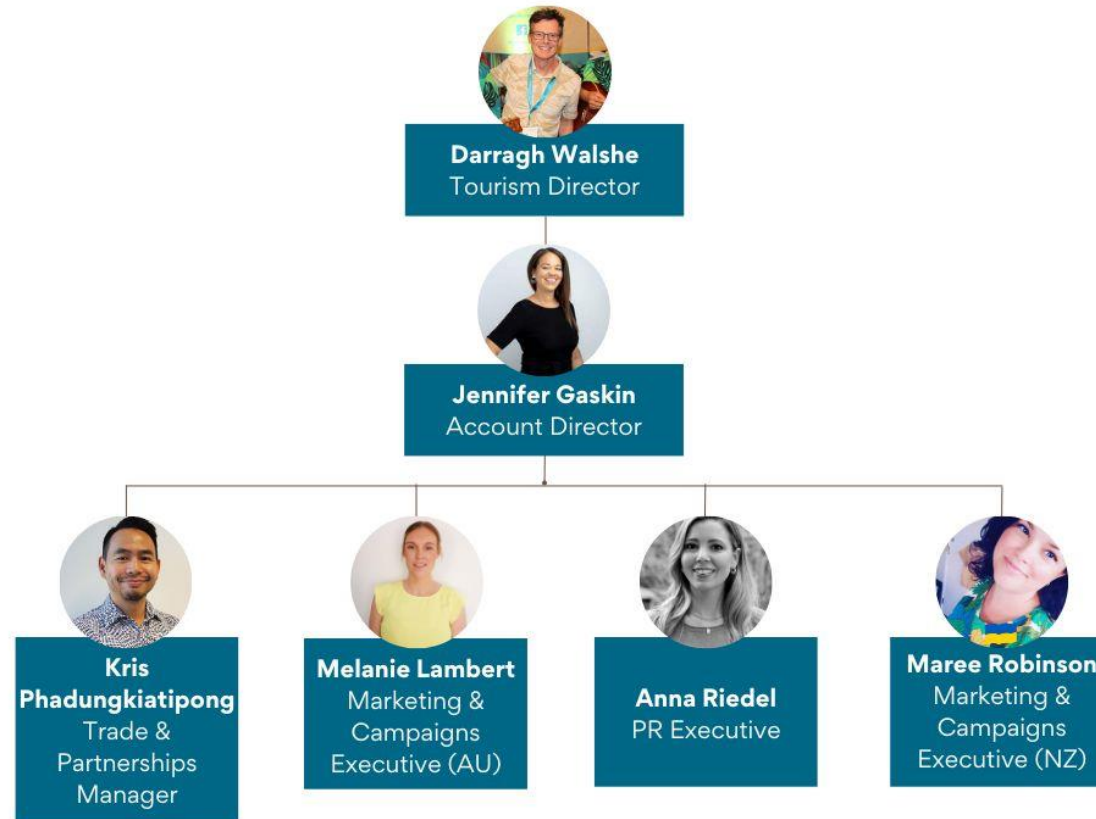 Darragh Walshe
Tourism Director
Jennifer Gaskin
Account Director
Kris
Phadungkiatipong
Trade &
Partnerships
Manager
Melanie Lambert
Marketing &
Campaigns
Executive (AU)
Anna Riedel
PR Executive
Maree Robinson
Marketing &
Campaigns
Executive (NZ)